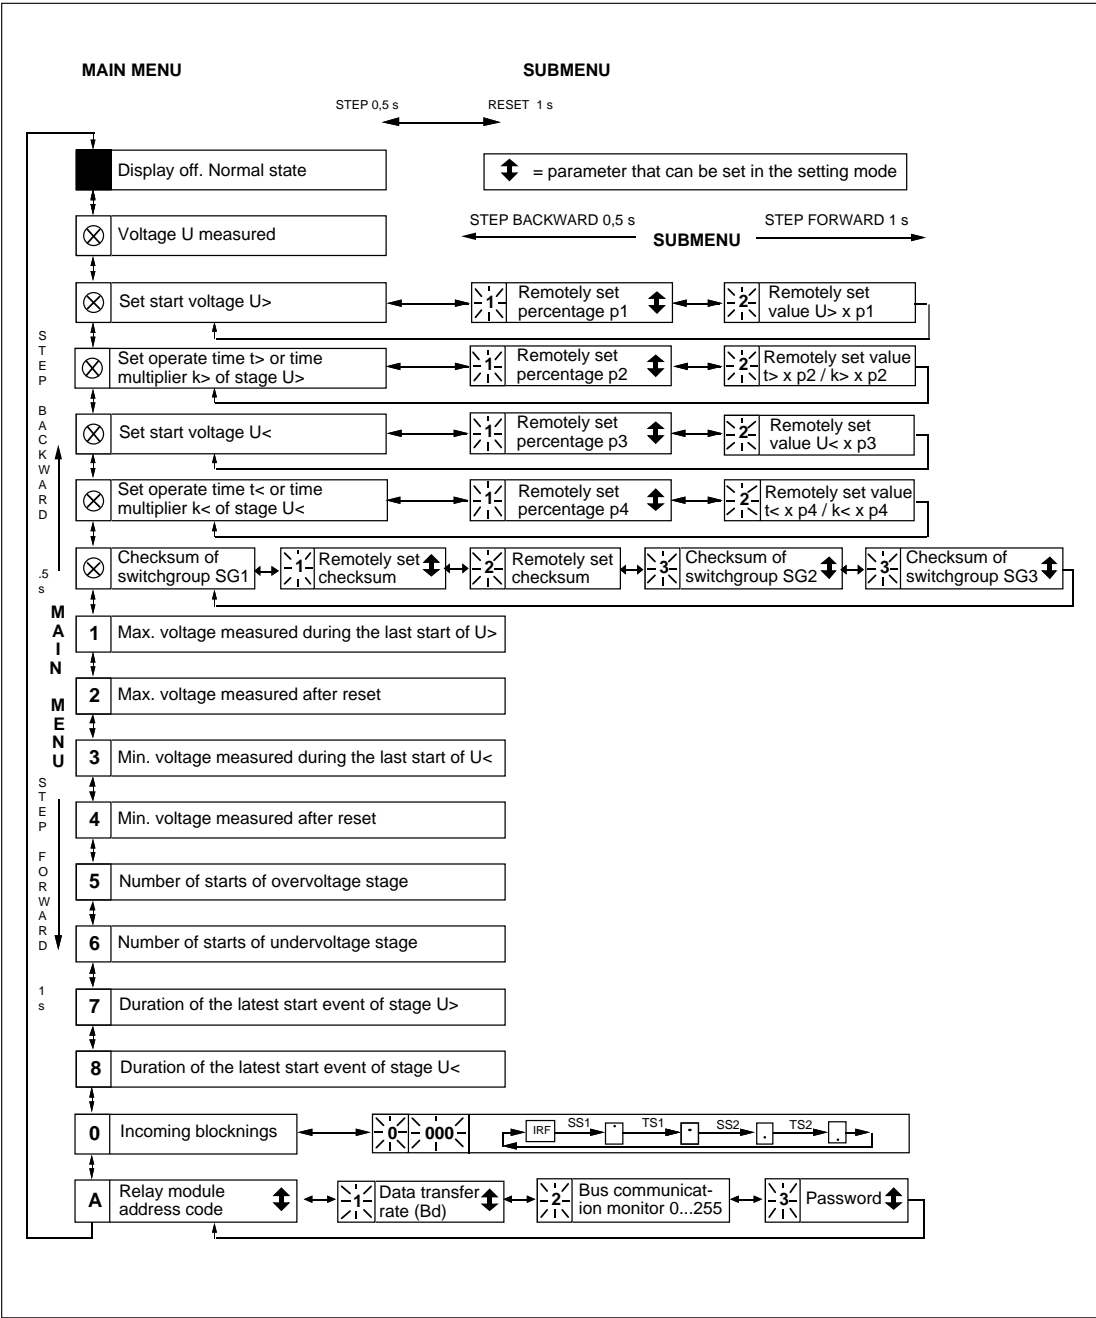 MAIN MENU
SUBMENU
STEP 0,5 s
RESET 1 s
Display off. Normal state
= parameter that can be set in the setting mode
Voltage U measured
STEP BACKWARD 0,5 s
SUBMENU
STEP FORWARD 1 s
Set start voltage U>
1
Remotely set
percentage p1
2
Remotely set
value U> x p1
Set operate time t> or time
multiplier k> of stage U>
1
Remotely set
percentage p2
2
Remotely set value
t> x p2 / k> x p2
Set start voltage U<
1
Remotely set
percentage p3
2
Remotely set
value U< x p3
Set operate time t< or time
multiplier k< of stage U<
1
Remotely set
percentage p4
2
Remotely set value
t< x p4 / k< x p4
Checksum of
switchgroup SG1
1
Remotely set
checksum
2
Remotely set
checksum
3
Checksum of
switchgroup SG2
3
Checksum of
switchgroup SG3
STEP BACKWARD .5 s
MAIN MENU
STEP FORWARD 1 s
1 Max. voltage measured during the last start of U>
2 Max. voltage measured after reset
3 Min. voltage measured during the last start of U<
4 Min. voltage measured after reset
5 Number of starts of overvoltage stage
6 Number of starts of undervoltage stage
7 Duration of the latest start event of stage U>
8 Duration of the latest start event of stage U<
0 Incoming blocknings
0 000
IRF SS1 TS1 SS2 TS2
A
Relay module
address code
1
Data transfer
rate (Bd)
2
Bus communicat-
ion monitor 0...255
3
Password